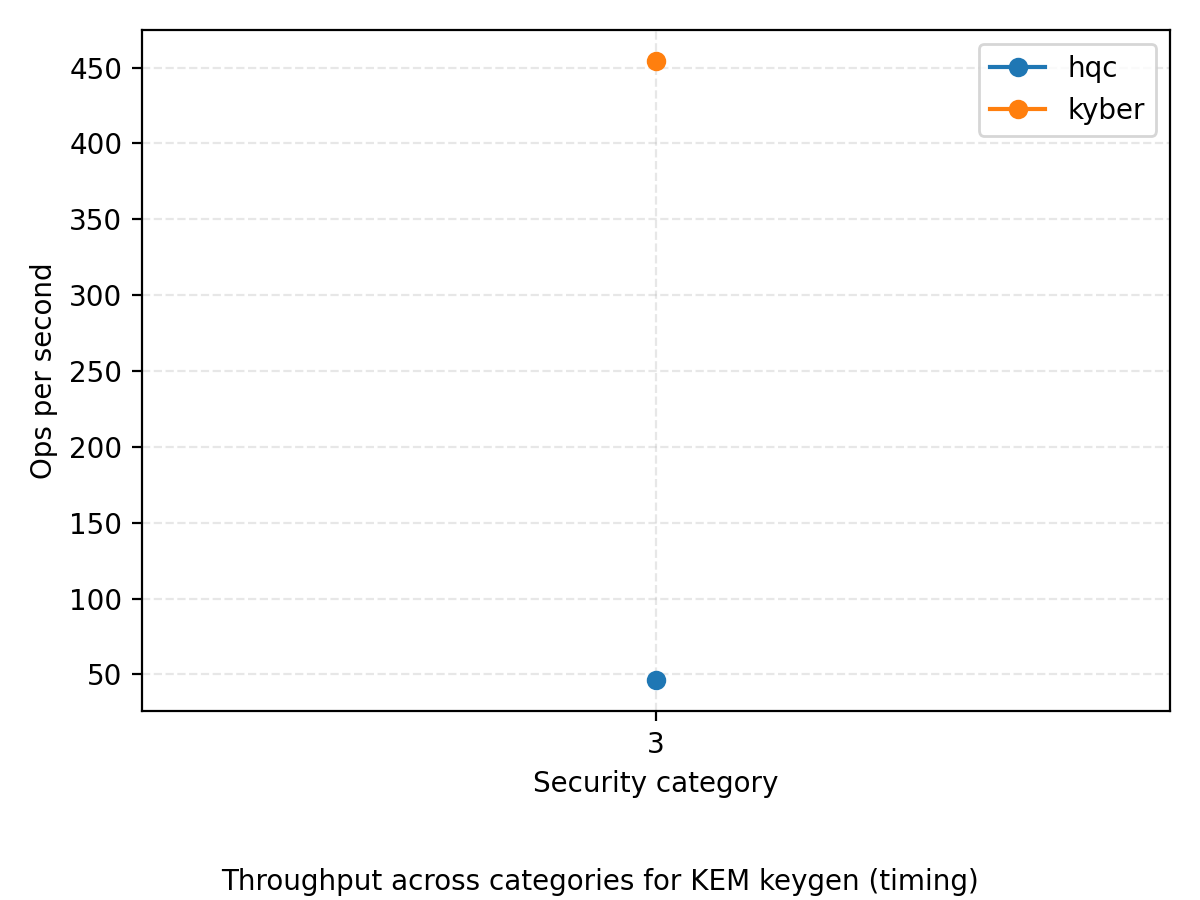 450
400
350
300
250
200
150
100
50
Ops per second
hqc
kyber
3
Security category
Throughput across categories for KEM keygen (timing)